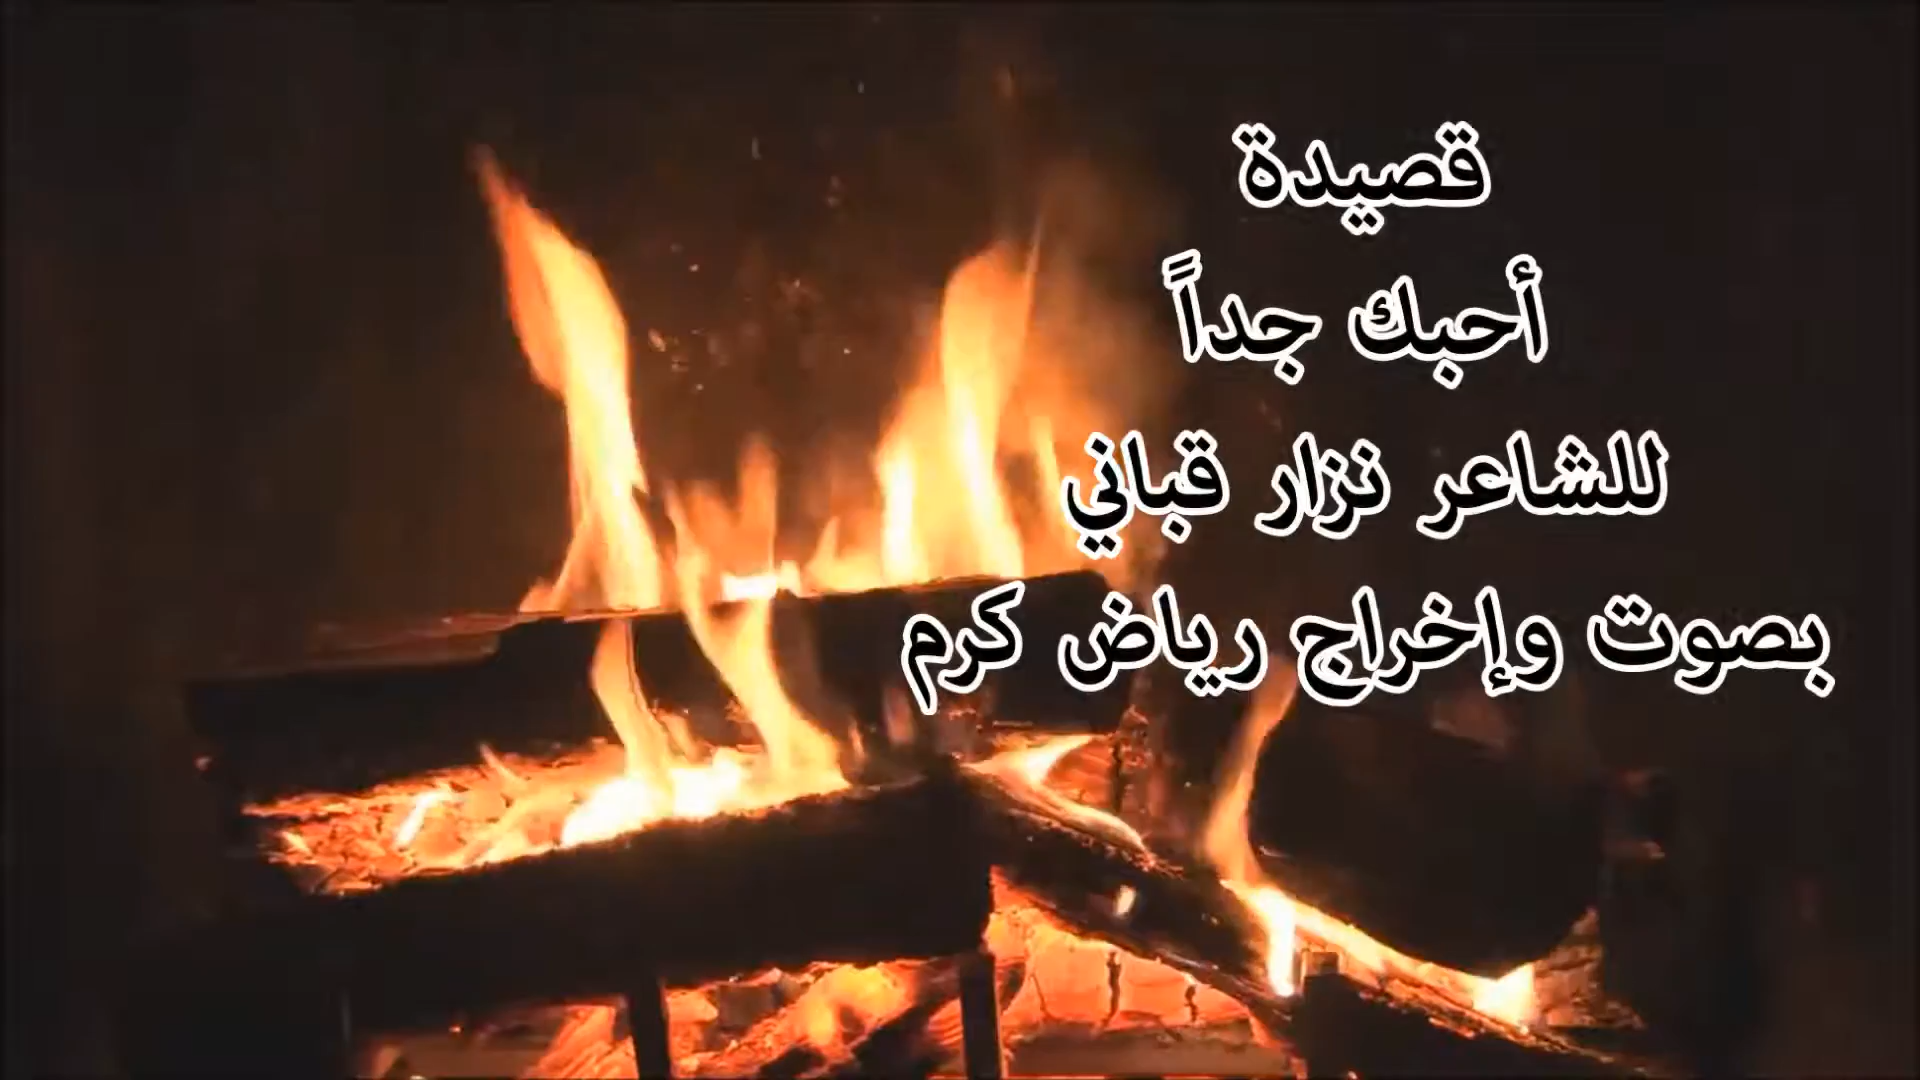 قصيدة
أحبك جداً
للشاعر نزار قباني
بصوت وإخراج رياض كرم